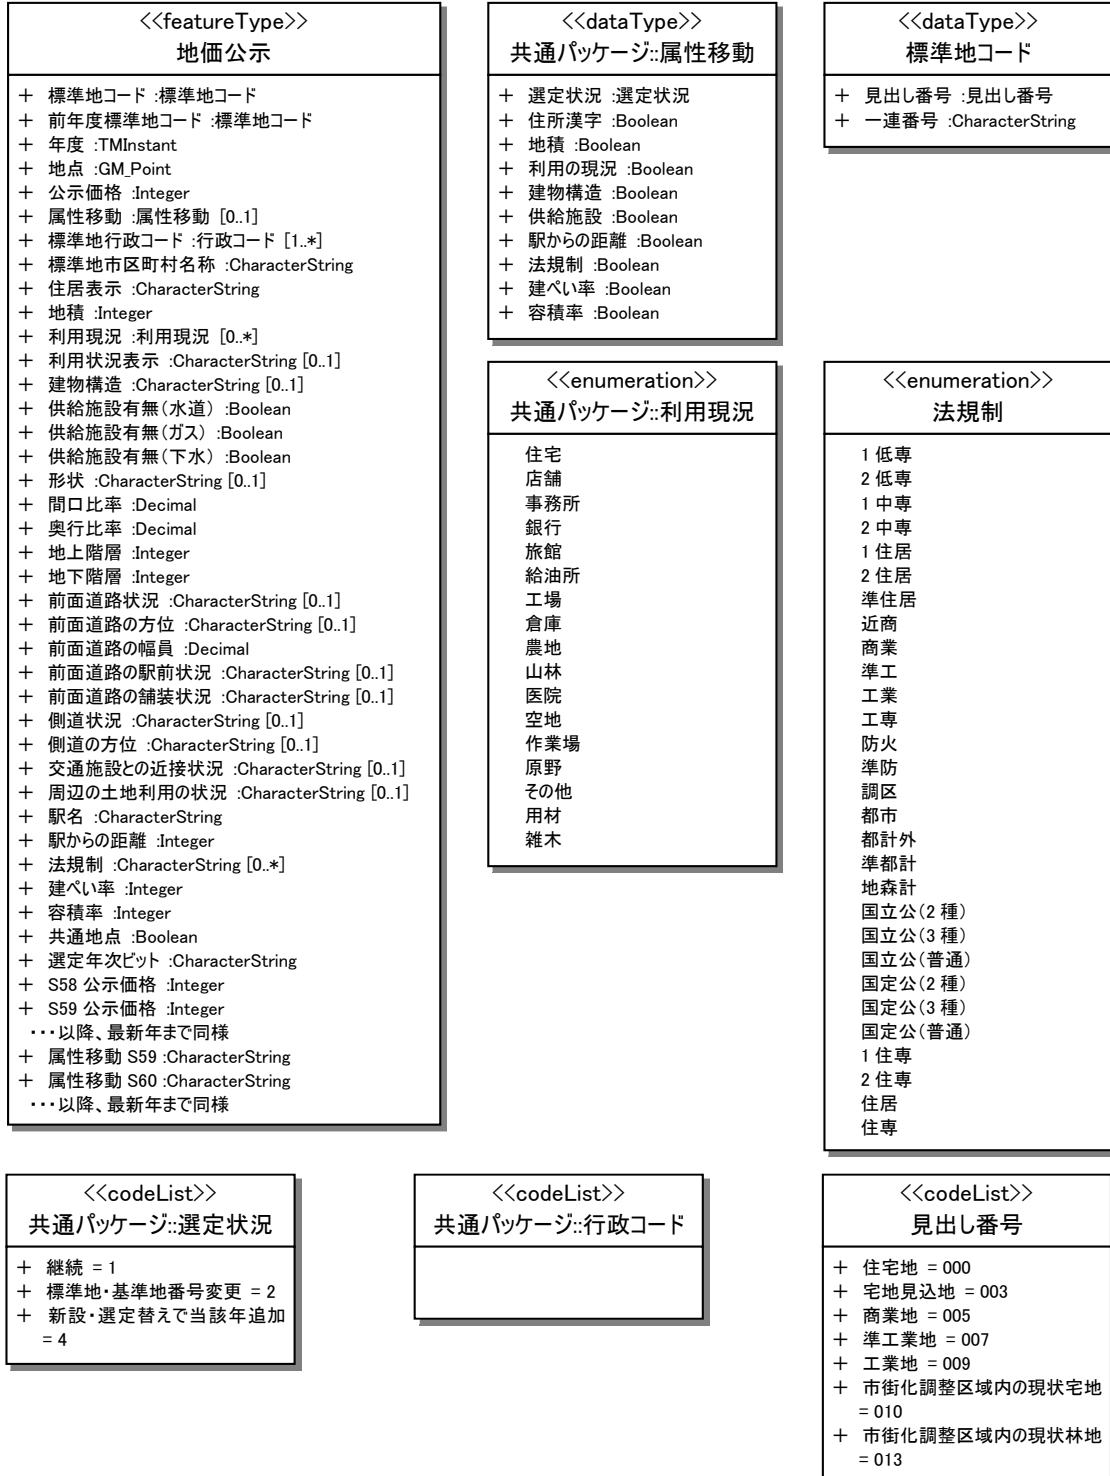 <<featureType>>
地価公示
＋ 標準地コード :標準地コード
＋ 前年度標準地コード :標準地コード
＋ 年度 :TMInstant
＋ 地点 :GM_Point
＋ 公示価格 :Integer
＋ 属性移動 :属性移動 [0..1]
＋ 標準地行政コード :行政コード [1..*]
＋ 標準地市区町村名称 :CharacterString
＋ 住居表示 :CharacterString
＋ 地積 :Integer
＋ 利用現況 :利用現況 [0..*]
＋ 利用状況表示 :CharacterString [0..1]
＋ 建物構造 :CharacterString [0..1]
＋ 供給施設有無(水道) :Boolean
＋ 供給施設有無(ガス) :Boolean
＋ 供給施設有無(下水) :Boolean
＋ 形状 :CharacterString [0..1]
＋ 間口比率 :Decimal
＋ 奥行比率 :Decimal
＋ 地上階層 :Integer
＋ 地下階層 :Integer
＋ 前面道路状況 :CharacterString [0..1]
＋ 前面道路の方位 :CharacterString [0..1]
＋ 前面道路の幅員 :Decimal
＋ 前面道路の駅前状況 :CharacterString [0..1]
＋ 前面道路の舗装状況 :CharacterString [0..1]
＋ 側道状況 :CharacterString [0..1]
＋ 側道の方位 :CharacterString [0..1]
＋ 交通施設との近接状況 :CharacterString [0..1]
＋ 周辺の土地利用の状況 :CharacterString [0..1]
＋ 駅名 :CharacterString
＋ 駅からの距離 :Integer
＋ 法規制 :CharacterString [0..*]
＋ 建ぺい率 :Integer
＋ 容積率 :Integer
＋ 共通地点 :Boolean
＋ 選定年次ビット :CharacterString
＋ S58 公示価格 :Integer
＋ S59 公示価格 :Integer
・・・以降、最新年まで同様
＋ 属性移動 S59 :CharacterString
＋ 属性移動 S60 :CharacterString
・・・以降、最新年まで同様
<<dataType>>
共通パッケージ::属性移動
＋ 選定状況 :選定状況
＋ 住所漢字 :Boolean
＋ 地積 :Boolean
＋ 利用の現況 :Boolean
＋ 建物構造 :Boolean
＋ 供給施設 :Boolean
＋ 駅からの距離 :Boolean
＋ 法規制 :Boolean
＋ 建ぺい率 :Boolean
＋ 容積率 :Boolean
<<dataType>>
標準地コード
＋ 見出し番号 :見出し番号
＋ 一連番号 :CharacterString
<<enumeration>>
共通パッケージ::利用現況
住宅
店舗
事務所
銀行
旅館
給油所
工場
倉庫
農地
山林
医院
空地
作業場
原野
その他
用材
雑木
<<enumeration>>
法規制
1 低専
2 低専
1 中専
2 中専
1 住居
2 住居
準住居
近商
商業
準工
工業
工専
防火
準防
調区
都市
都計外
準都計
地森計
国立公(2 種)
国立公(3 種)
国立公(普通)
国定公(2 種)
国定公(3 種)
国定公(普通)
1 住専
2 住専
住居
住専
<<codeList>>
共通パッケージ::選定状況
＋ 継続 = 1
＋ 標準地・基準地番号変更 = 2
＋ 新設・選定替えで当該年追加
= 4
<<codeList>>
共通パッケージ::行政コード
<<codeList>>
見出し番号
＋ 住宅地 = 000
＋ 宅地見込地 = 003
＋ 商業地 = 005
＋ 準工業地 = 007
＋ 工業地 = 009
＋ 市街化調整区域内の現状宅地
= 010
＋ 市街化調整区域内の現状林地
= 013